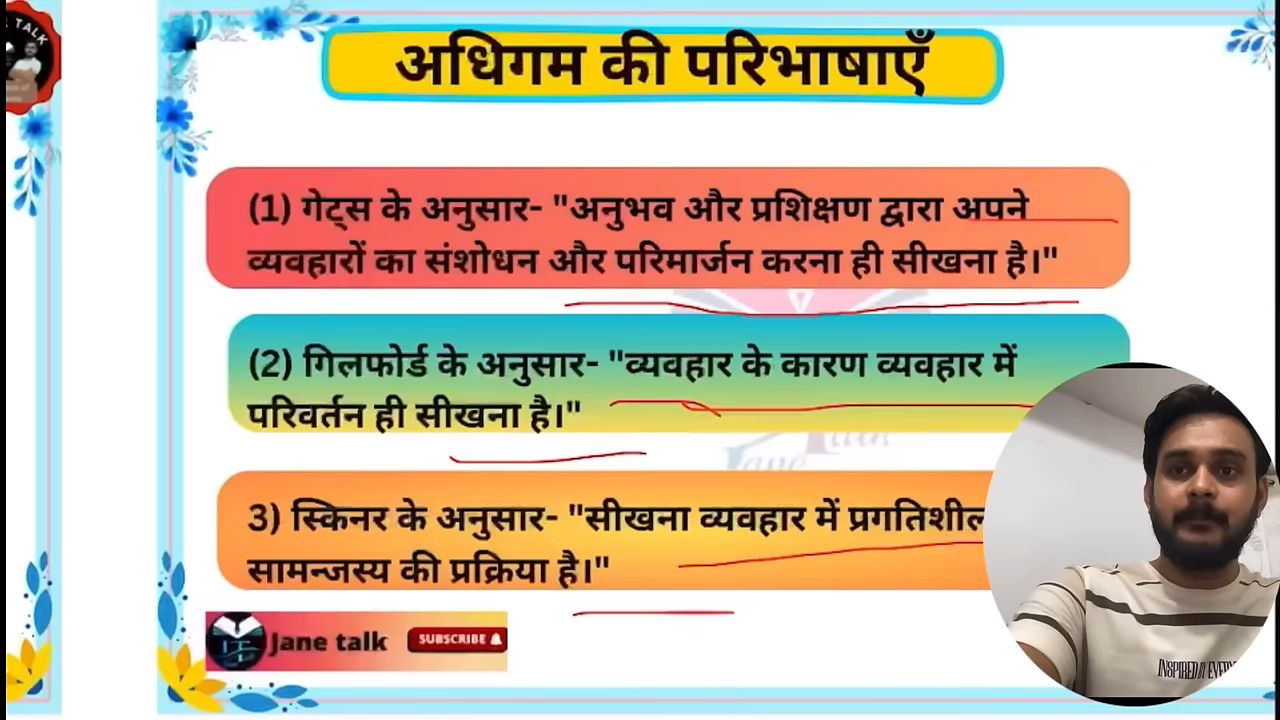 TALK
अधिगम की परिभाषाएँ
(1) गेट्स के अनुसार- "अनुभव और प्रशिक्षण द्वारा अपने
व्यवहारों का संशोधन और परिमार्जन करना ही सीखना है।"
(2) गिलफोर्ड के अनुसार- "व्यवहार के कारण व्यवहार में
परिवर्तन ही सीखना है।"
3) स्किनर के अनुसार- "सीखना व्यवहार में प्रगतिशील
सामन्जस्य की प्रक्रिया है।"
Jane talk
SUBSCRIBE
INSPIRED